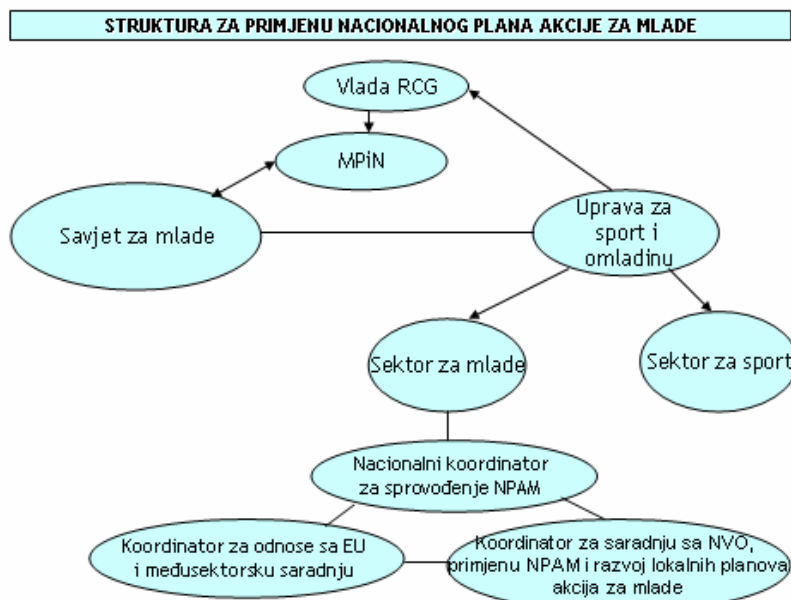 STRUKTURA ZA PRIMJENU NACIONALNOG PLANA AKCIJE ZA MLADE
Vlada RCG
MPiN
Savjet za mlade
Uprava za
sport i
omladinu
Sektor za mlade
Sektor za sport
Nacionalni koordinator
za sprovođenje NPAM
Koordinator za odnose sa EU
i međusektorsku saradnju
Koordinator za saradnju sa NVO,
primjenu NPAM i razvoj lokalnih planova
akcija za mlade